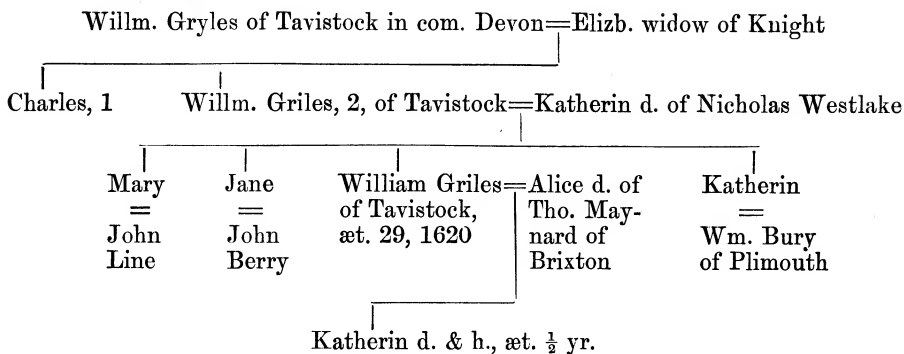 Willm. Gryles of Tavistock in com. Devon=Elizb. widow of Knight
Charles, 1 Willm. Griles, 2, of Tavistock=Katherin d. of Nicholas Westlake
Mary Jane William Griles=Alice d. of Katherin
= = of Tavistock, Tho. May- =
John John æt. 29, 1620 nard of Wm. Bury
Line Berry Brixton of Plimouth
Katherin d. & h., æt. ½ yr.